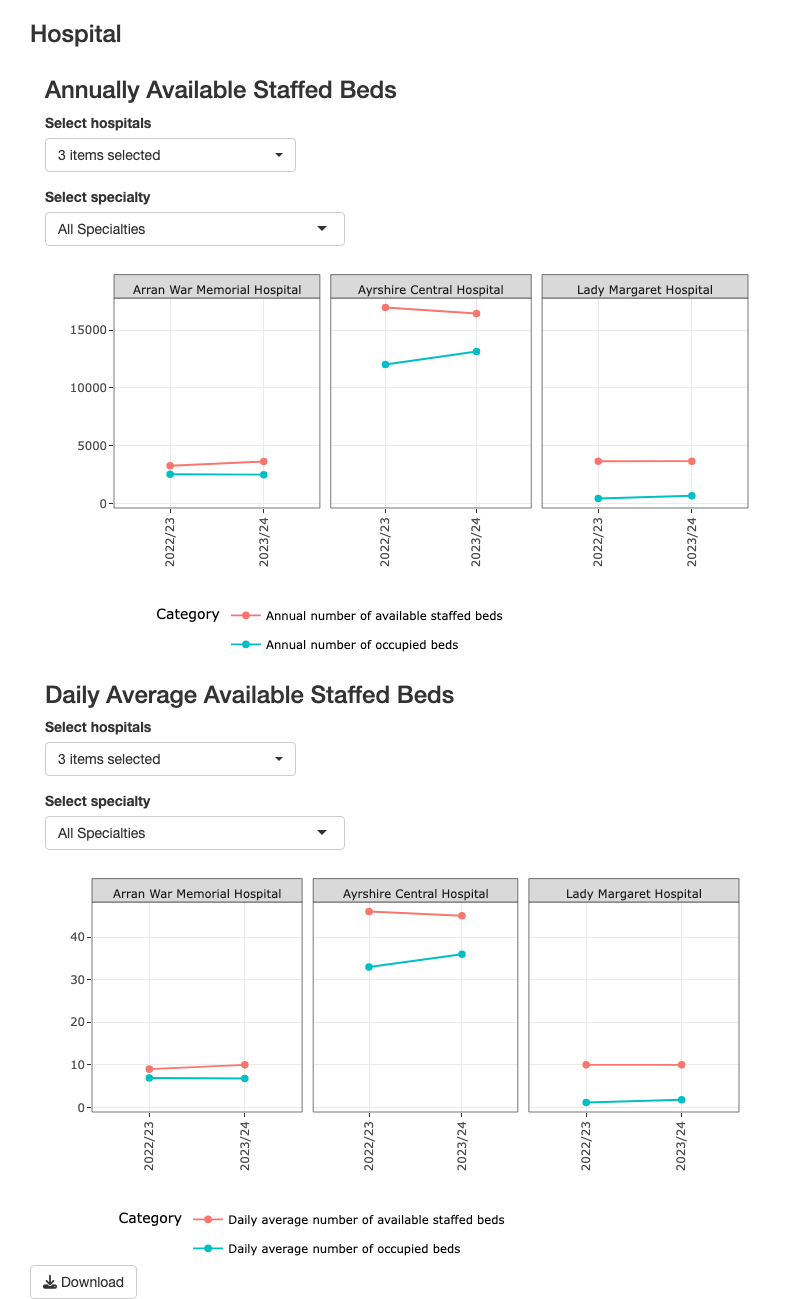 Hospital
Annually Available Staffed Beds
Select hospitals
3 items selected
Select specialty
All Specialties
Arran War Memorial Hospital Ayrshire Central Hospital Lady Margaret Hospital
15000
10000
5000
0
2022/23 2023/24 2022/23 2023/24 2022/23 2023/24
Category Annual number of available staffed beds
Annual number of occupied beds
Daily Average Available Staffed Beds
Select hospitals
3 items selected
Select specialty
All Specialties
Arran War Memorial Hospital Ayrshire Central Hospital Lady Margaret Hospital
40
30
20
10
0
2022/23 2023/24 2022/23 2023/24 2022/23 2023/24
Category Daily average number of available staffed beds
Daily average number of occupied beds
Download